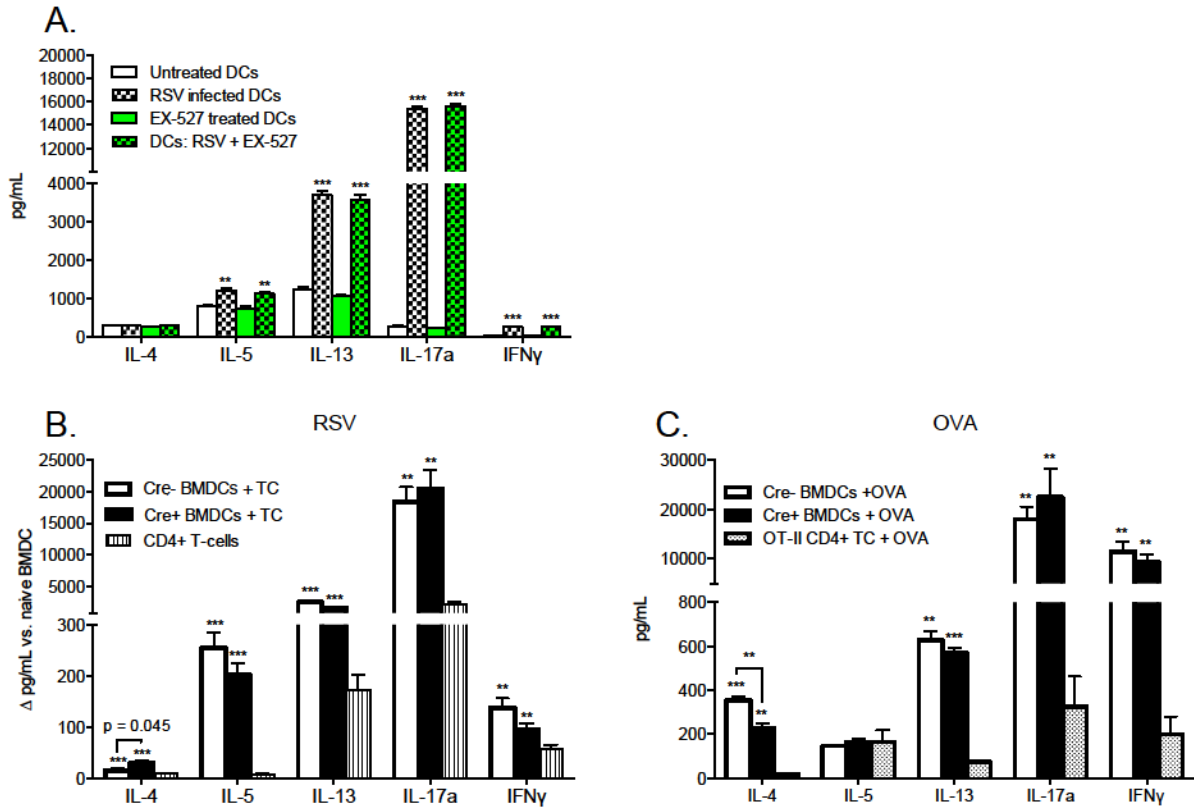 A.
20000
18000
16000
14000
12000
4000
3000
2000
1000
0
pg/mL
Untreated DCs
RSV infected DCs
EX-527 treated DCs
DCs: RSV + EX-527
** ** *** *** *** *** *** ***
IL-4 IL-5 IL-13 IL-17a IFNγ
B. RSV
25000
20000
15000
10000
5000
300
200
100
0
Δ pg/mL vs. naive BMDC
Cre- BMDCs + TC
Cre+ BMDCs + TC
CD4+ T-cells
p = 0.045
*** *** *** *** *** *** ** ** ** **
IL-4 IL-5 IL-13 IL-17a IFNγ
C. OVA
30000
20000
10000
800
600
400
200
0
pg/mL
Cre- BMDCs +OVA
Cre+ BMDCs + OVA
OT-II CD4+ TC + OVA
**
*** ** ** *** ** ** ** **
IL-4 IL-5 IL-13 IL-17a IFNγ